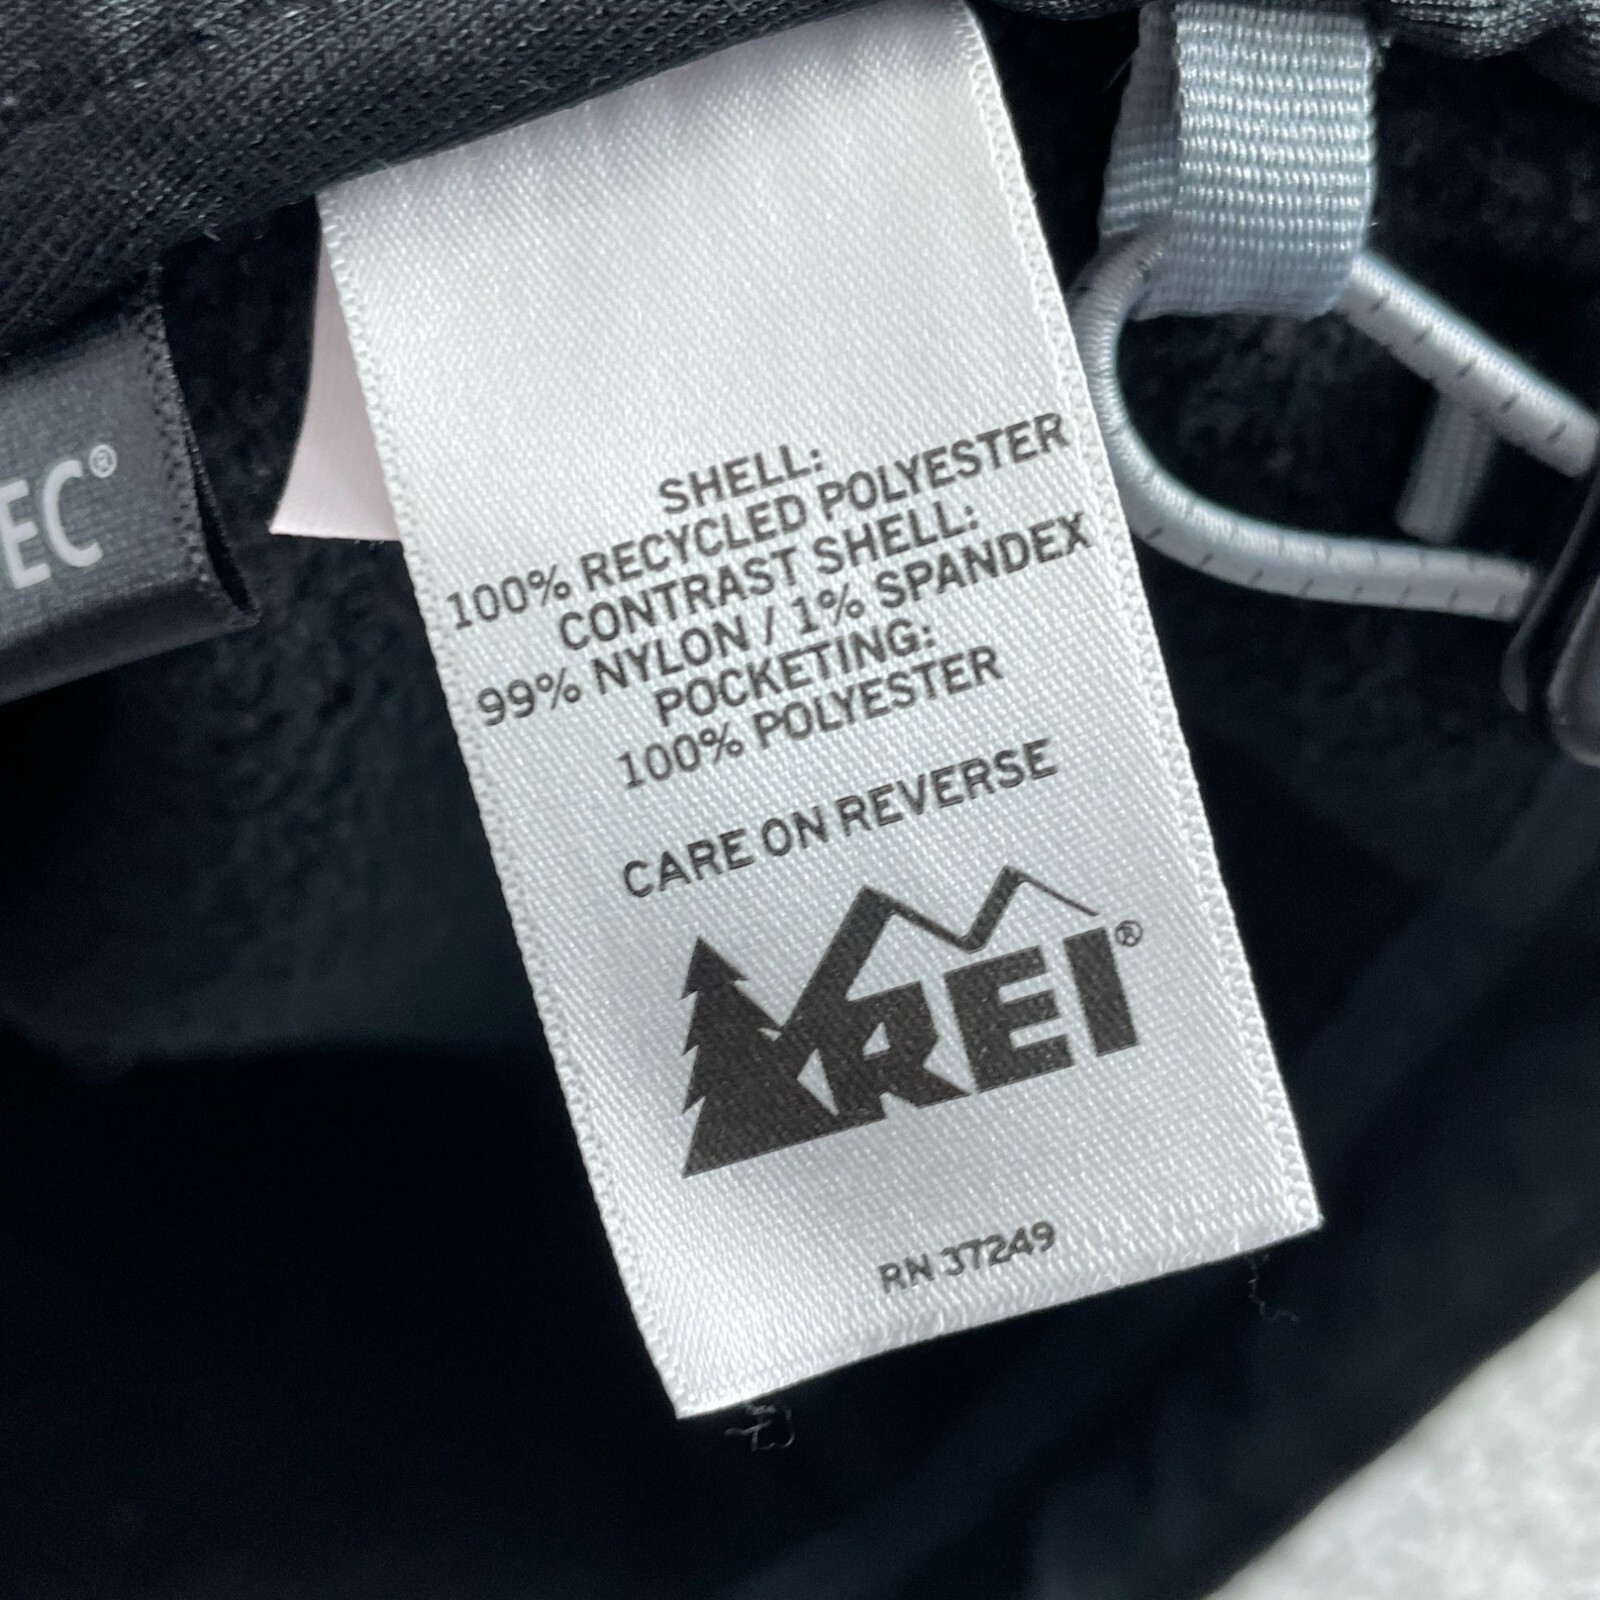 EC®
SHELL:
100% RECYCLED POLYESTER
CONTRAST SHELL:
99% NYLON / 1% SPANDEX
POCKETING:
100% POLYESTER
CARE ON REVERSE
REI®
RN 37249